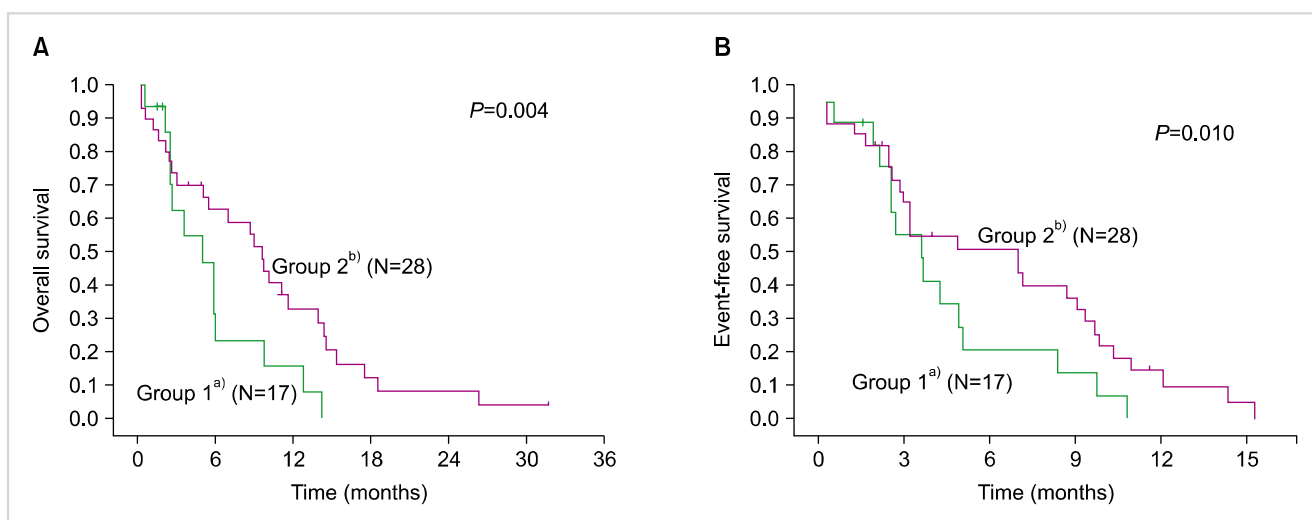 A
1.0
0.9
0.8
0.7
0.6
0.5
0.4
0.3
0.2
0.1
0.0
Overall survival
P=0.004
Group 2b) (N=28)
Group 1a) (N=17)
0 6 12 18 24 30 36
Time (months)
B
1.0
0.9
0.8
0.7
0.6
0.5
0.4
0.3
0.2
0.1
0.0
Event-free survival
P=0.010
Group 2b) (N=28)
Group 1a) (N=17)
0 3 6 9 12 15
Time (months)